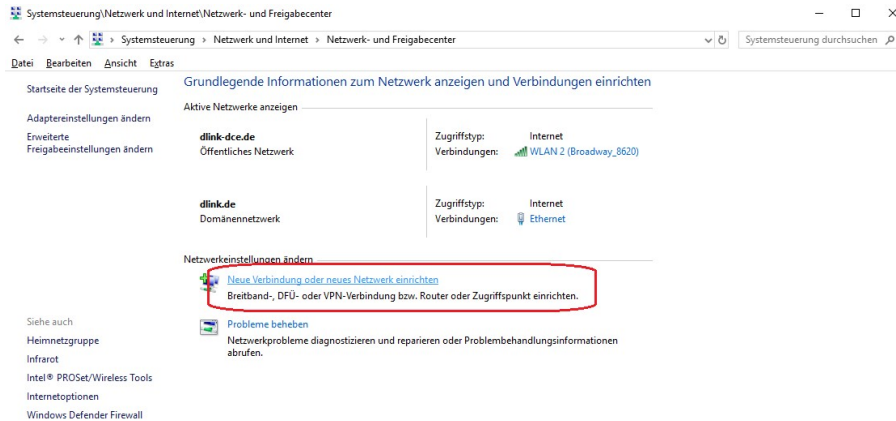 Systemsteuerung\Netzwerk und Internet\Netzwerk- und Freigabecenter
Systemsteuerung > Netzwerk und Internet > Netzwerk- und Freigabecenter
Systemsteuerung durchsuchen
Datei Bearbeiten Ansicht Extras
Startseite der Systemsteuerung
Adaptereinstellungen ändern
Erweiterte
Freigabeeinstellungen ändern
Grundlegende Informationen zum Netzwerk anzeigen und Verbindungen einrichten
Aktive Netzwerke anzeigen
dlink-dce.de
Öffentliches Netzwerk
Zugriffstyp: Internet
Verbindungen: WLAN 2 (Broadway_8620)
dlink.de
Domänennetzwerk
Zugriffstyp: Internet
Verbindungen: Ethernet
Netzwerkeinstellungen ändern
Neue Verbindung oder neues Netzwerk einrichten
Breitband-, DFÜ- oder VPN-Verbindung bzw. Router oder Zugriffspunkt einrichten.
Probleme beheben
Netzwerkprobleme diagnostizieren und reparieren oder Problembehandlungsinformationen
abrufen.
Siehe auch
Heimnetzgruppe
Infrarot
Intel® PROSet/Wireless Tools
Internetoptionen
Windows Defender Firewall